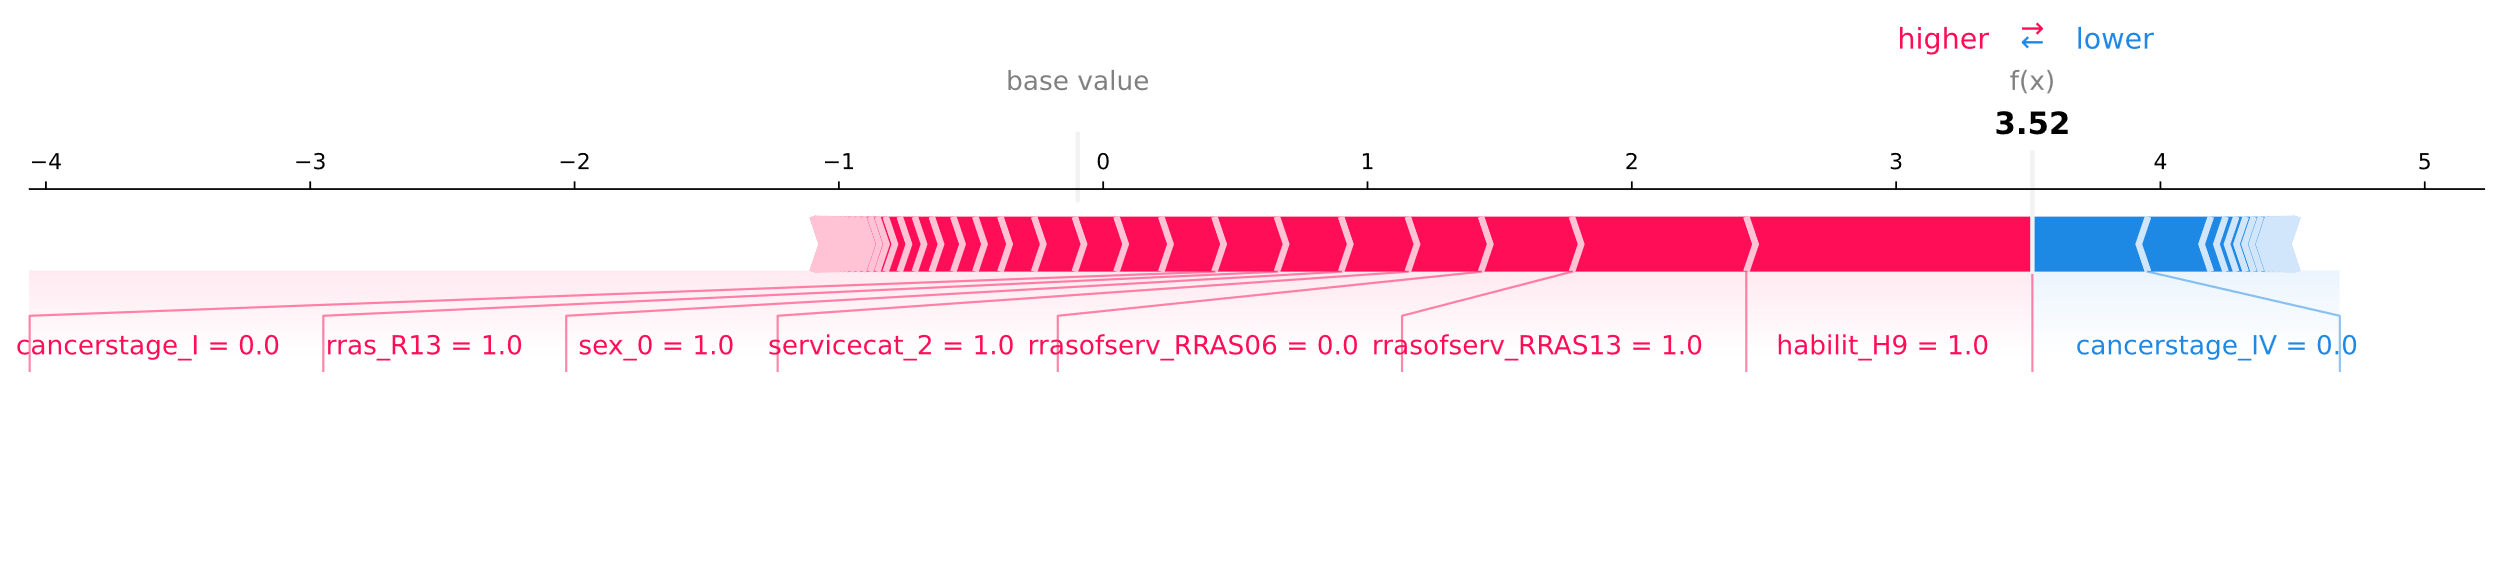 higher ⇄ lower
base value f(x)
3.52
−4 −3 −2 −1 0 1 2 3 4 5
cancerstage_I = 0.0 rras_R13 = 1.0 sex_0 = 1.0 servicecat_2 = 1.0 rrasofserv_RRAS06 = 0.0 rrasofserv_RRAS13 = 1.0 habilit_H9 = 1.0 cancerstage_IV = 0.0